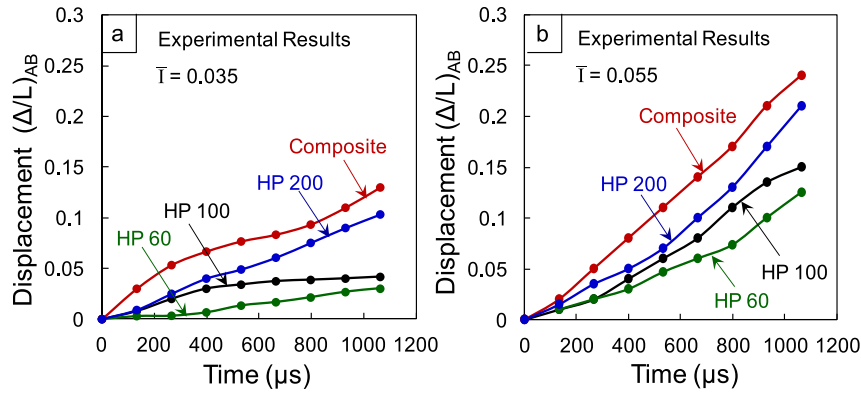 a
Experimental Results
Ī = 0.035
Composite
HP 200
HP 100
HP 60
0.3
0.25
0.2
0.15
0.1
0.05
0
0 200 400 600 800 1000 1200
Time (µs)
Displacement (Δ/L)AB
b
Experimental Results
Ī = 0.055
Composite
HP 200
HP 100
HP 60
0.3
0.25
0.2
0.15
0.1
0.05
0
0 200 400 600 800 1000 1200
Time (µs)
Displacement (Δ/L)AB